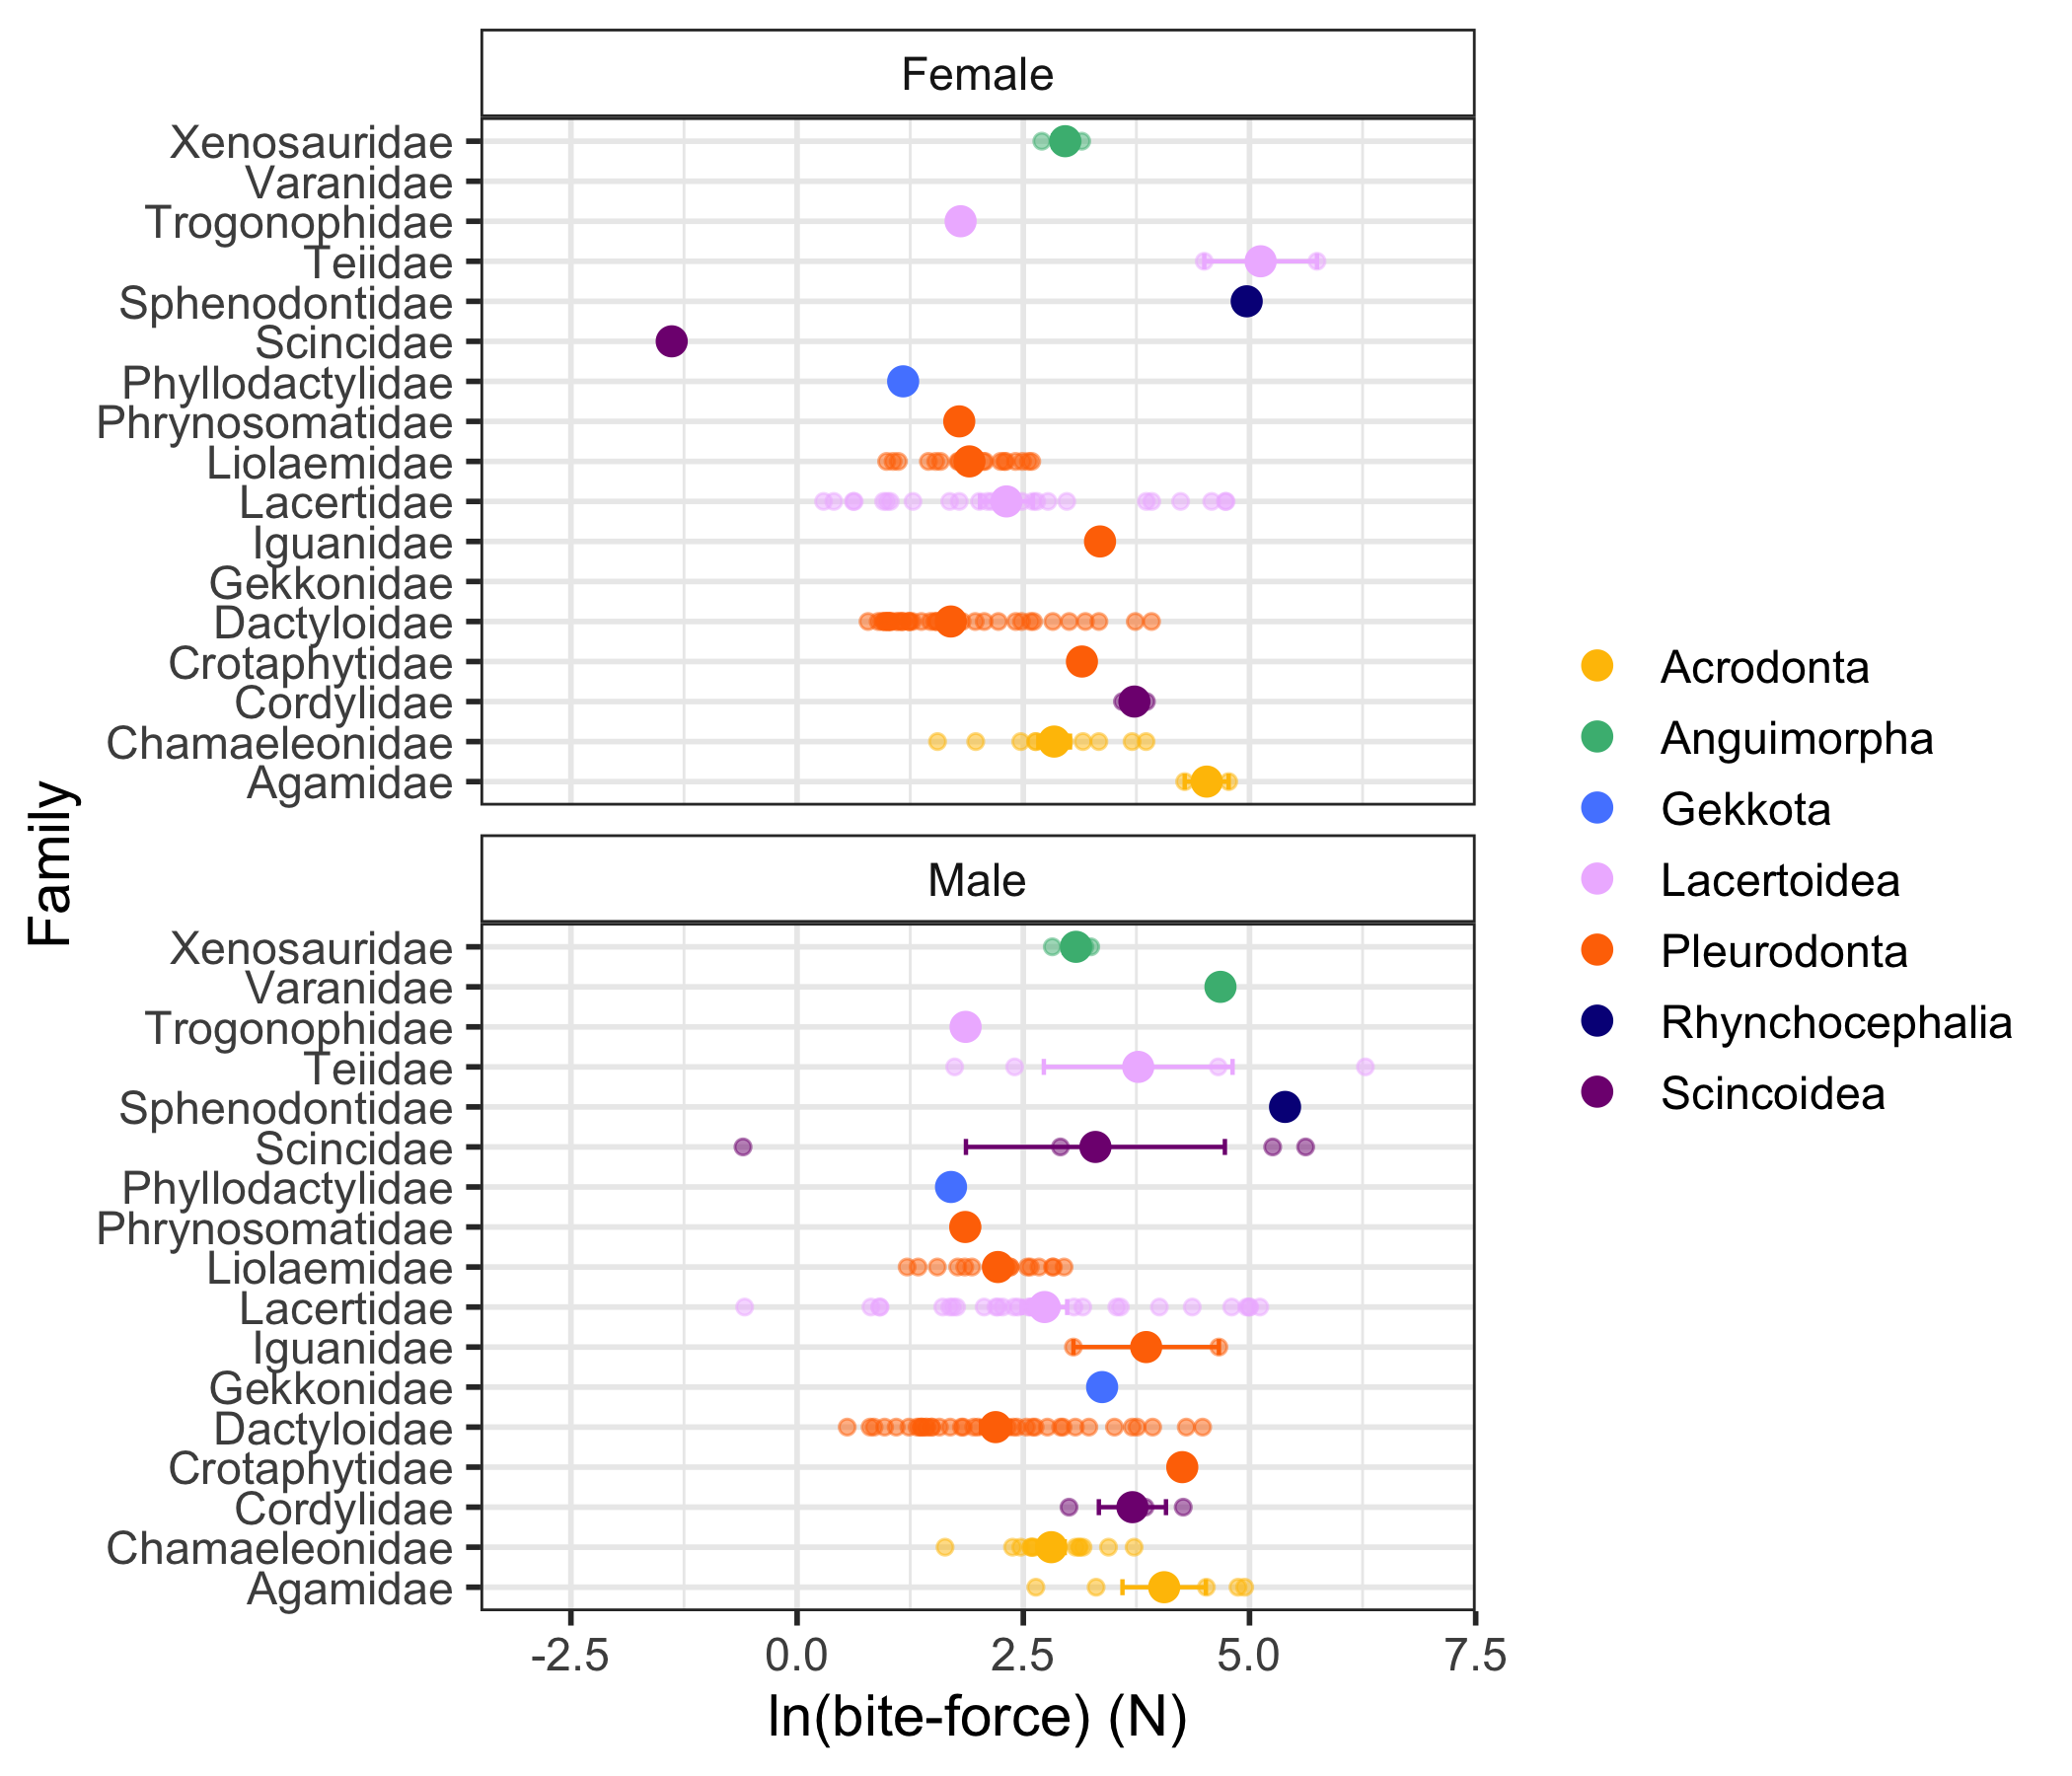 Female
Xenosauridae
Varanidae
Trogonophidae
Teiidae
Sphenodontidae
Scincidae
Phyllodactylidae
Phrynosomatidae
Liolaemidae
Lacertidae
Iguanidae
Gekkonidae
Dactyloidae
Crotaphytidae
Cordylidae
Chamaeleonidae
Agamidae
Family
Male
Xenosauridae
Varanidae
Trogonophidae
Teiidae
Sphenodontidae
Scincidae
Phyllodactylidae
Phrynosomatidae
Liolaemidae
Lacertidae
Iguanidae
Gekkonidae
Dactyloidae
Crotaphytidae
Cordylidae
Chamaeleonidae
Agamidae
-2.5 0.0 2.5 5.0 7.5
ln(bite-force) (N)
Acrodonta
Anguimorpha
Gekkota
Lacertoidea
Pleurodonta
Rhynchocephalia
Scincoidea